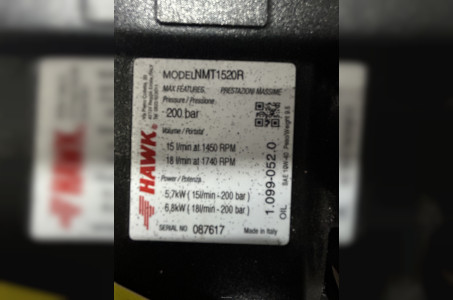 MODEL NMT1520R
MAX FEATURES PRESTAZIONI MASSIME
Pressure / Pressione
200 bar
Volume / Portata
15 l/min at 1450 RPM
18 l/min at 1740 RPM
Power / Potenza
5,7kW ( 15l/min - 200 bar )
6,8kW ( 18l/min - 200 bar )
SERIAL NO 087617 Made in Italy
HAWK
1.099-052.0
OIL